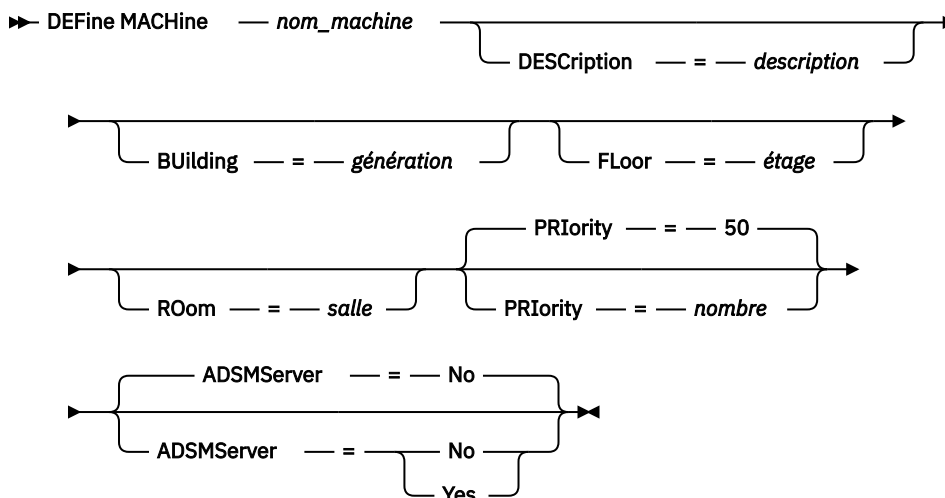 DEFine MACHine nom_machine
DESCription = description
BUilding = génération FLoor = étage
PRIority = 50
ROom = salle PRIority = nombre
ADSMServer = No
ADSMServer = No
Yes